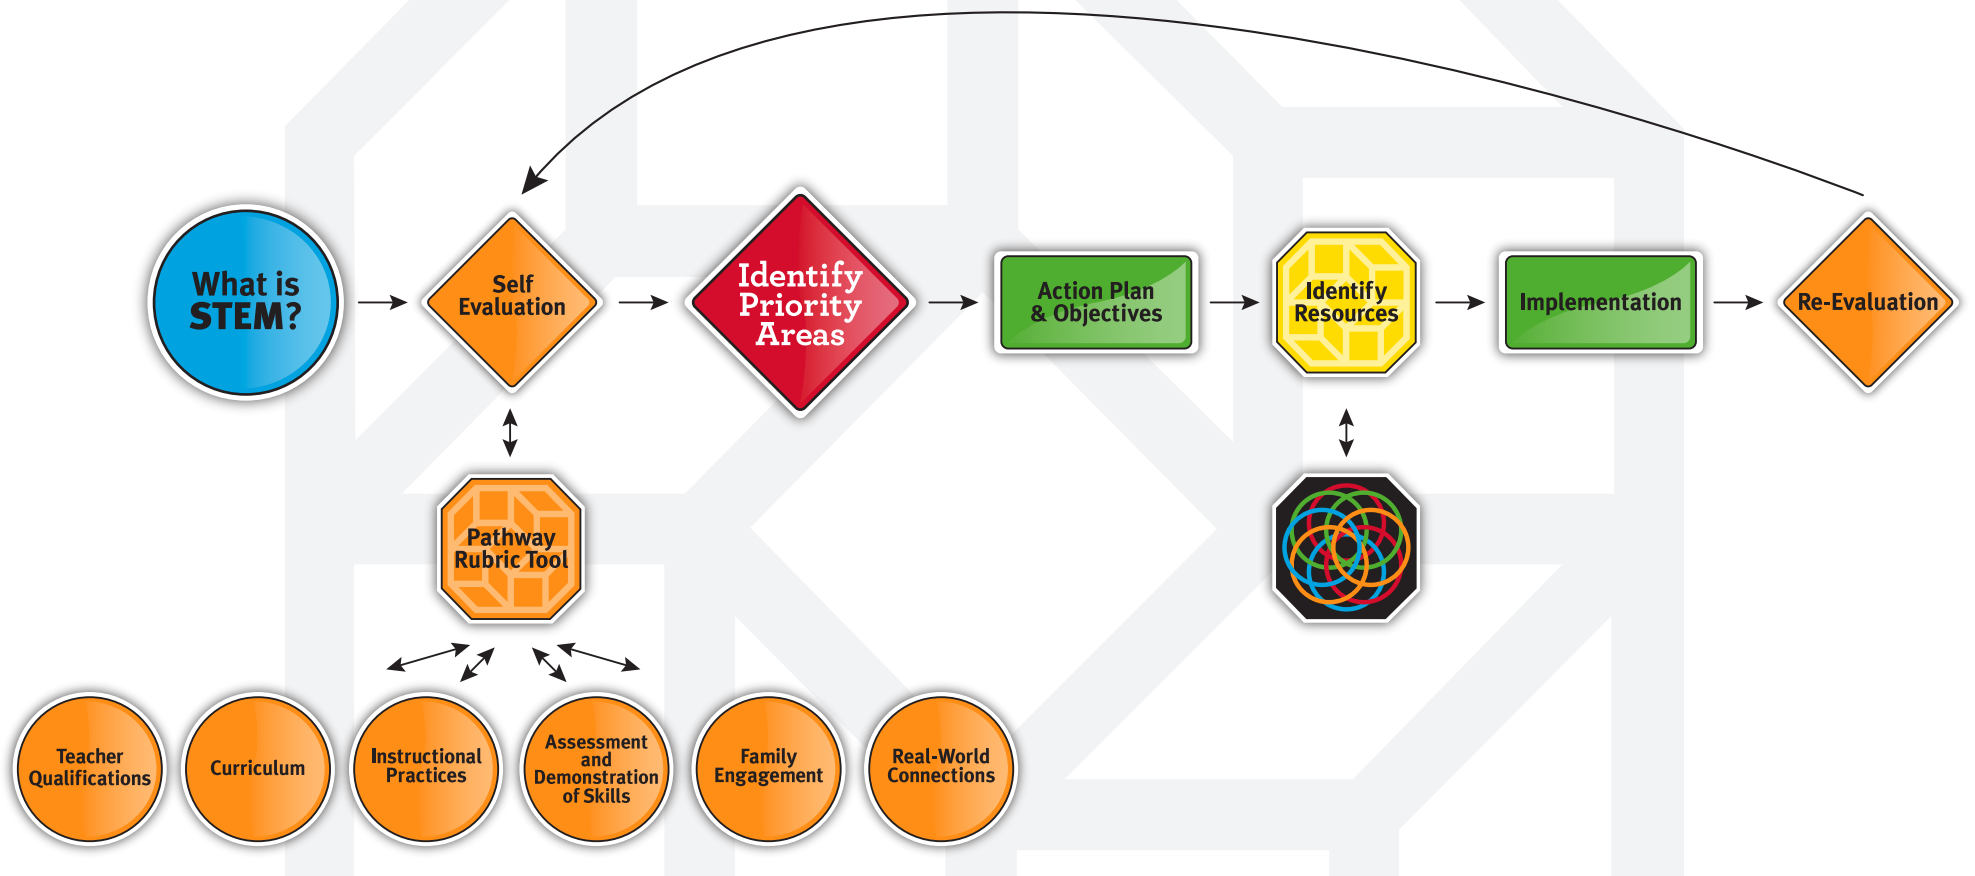 What is
STEM?
Self
Evaluation
Identify
Priority
Areas
Action Plan
& Objectives
Identify
Resources
Implementation
Re-Evaluation
Pathway
Rubric Tool
Teacher
Qualifications
Curriculum
Instructional
Practices
Assessment
and
Demonstration
of Skills
Family
Engagement
Real-World
Connections